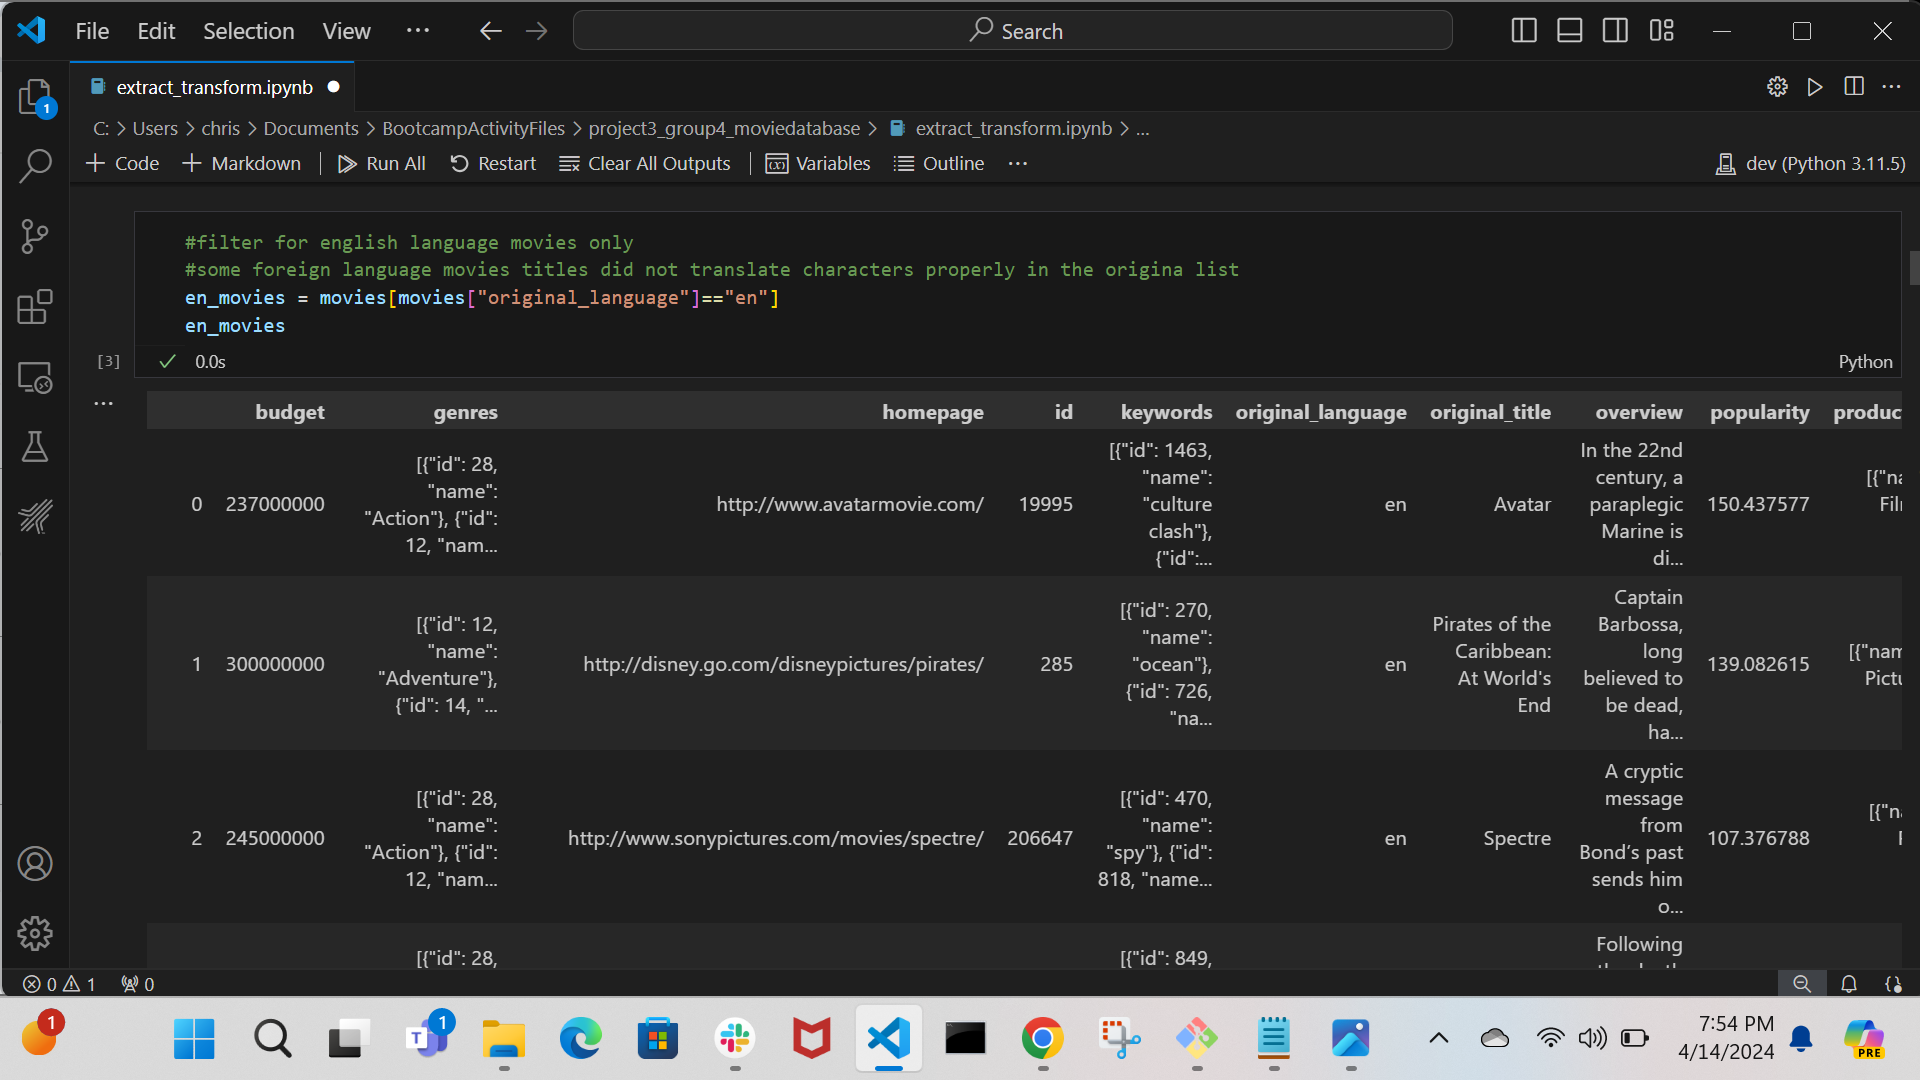 File Edit Selection View ··· Search
1
extract_transform.ipynb
C: > Users > chris > Documents > BootcampActivityFiles > project3_group4_moviedatabase > extract_transform.ipynb > ...
+ Code + Markdown Run All Restart Clear All Outputs Variables Outline ··· dev (Python 3.11.5)
#filter for english language movies only
#some foreign language movies titles did not translate characters properly in the origina list
en_movies = movies[movies["original_language"]=="en"]
en_movies
[3] ✓ 0.0s Python
...
budget genres homepage id keywords original_language original_title overview popularity produc
0 237000000
[{"id": 28,
"name":
"Action"}, {"id":
12, "nam...
http://www.avatarmovie.com/ 19995
[{"id": 1463,
"name":
"culture
clash"},
{"id":...
en Avatar
In the 22nd
century, a
paraplegic
Marine is
di...
150.437577
[{"na
Fil
1 300000000
[{"id": 12,
"name":
"Adventure"},
{"id": 14, "...
http://disney.go.com/disneypictures/pirates/ 285
[{"id": 270,
"name":
"ocean"},
{"id": 726,
"na...
en
Pirates of the
Caribbean:
At World's
End
Captain
Barbossa,
long
believed to
be dead,
ha...
139.082615
[{"nam
Pictu
2 245000000
[{"id": 28,
"name":
"Action"}, {"id":
12, "nam...
http://www.sonypictures.com/movies/spectre/ 206647
[{"id": 470,
"name":
"spy"}, {"id":
818, "name...
en Spectre
A cryptic
message
from
Bond’s past
sends him
o...
107.376788
[{"n
[{"id": 28,
[{"id": 849,
Following
0 1 0
1
1
7:54 PM
4/14/2024
PRE